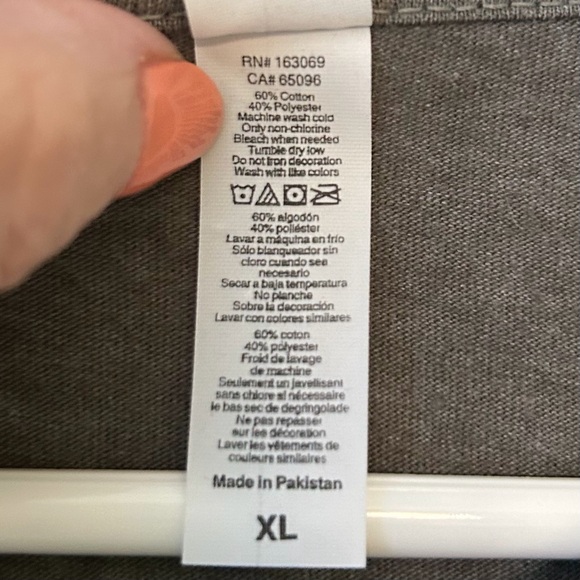 RN# 163069
CA# 65096
60% Cotton
40% Polyester
Machine wash cold
Only non-chlorine
Bleach when needed
Tumble dry low
Do not Iron decoration
Wash with like colors
60% algodón
40% poliéster
Lavar a máquina en frío
Sólo blanqueador sin
cloro cuando sea
necesario
Secar a baja temperatura
No planche
Sobre la decoración
Lavar con colores similares
60% coton
40% polyester
Froid de lavage
de machine
Seulement un javellisant
sans chlore si nécessaire
le bas sec de degringolade
Ne pas repasser
sur les décoration
Laver les vêtements de
couleurs similaires
Made in Pakistan
XL